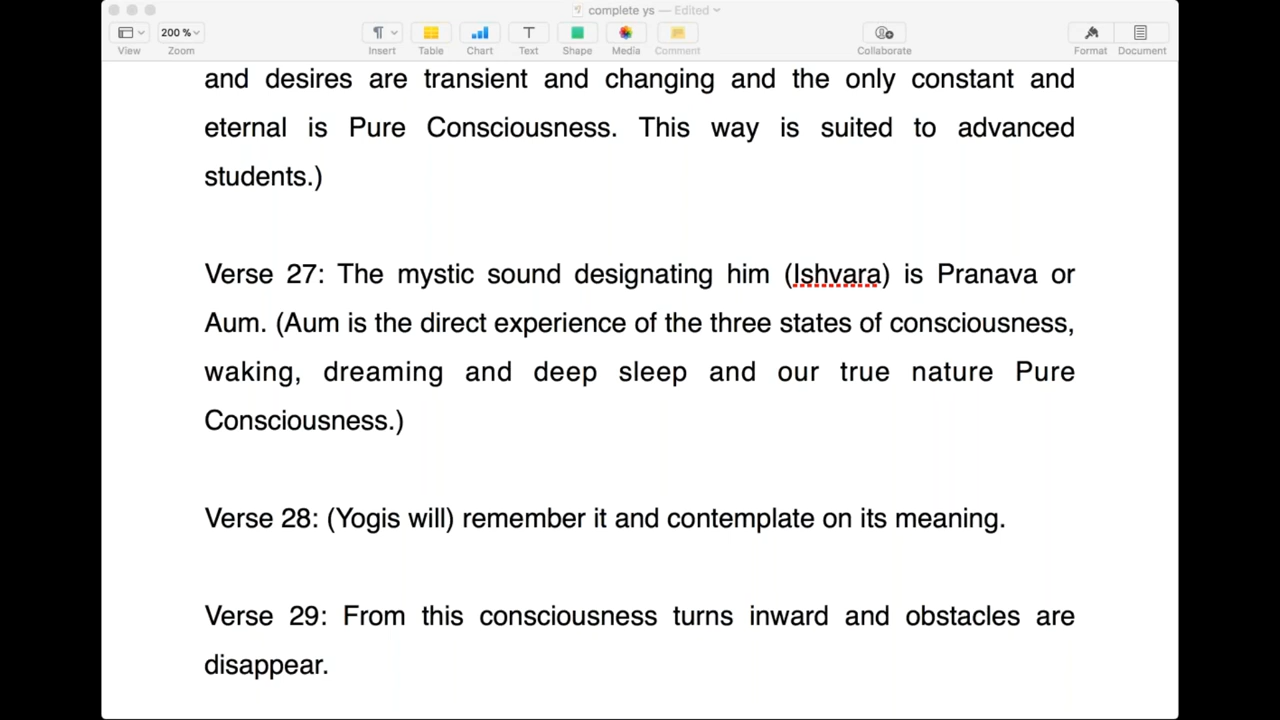 complete ys — Edited
View
200 %
Zoom
Insert
Table
Chart
Text
Shape
Media
Comment
Collaborate
Format
Document
and desires are transient and changing and the only constant and
eternal is Pure Consciousness. This way is suited to advanced
students.)
Verse 27: The mystic sound designating him (Ishvara) is Pranava or
Aum. (Aum is the direct experience of the three states of consciousness,
waking, dreaming and deep sleep and our true nature Pure
Consciousness.)
Verse 28: (Yogis will) remember it and contemplate on its meaning.
Verse 29: From this consciousness turns inward and obstacles are
disappear.